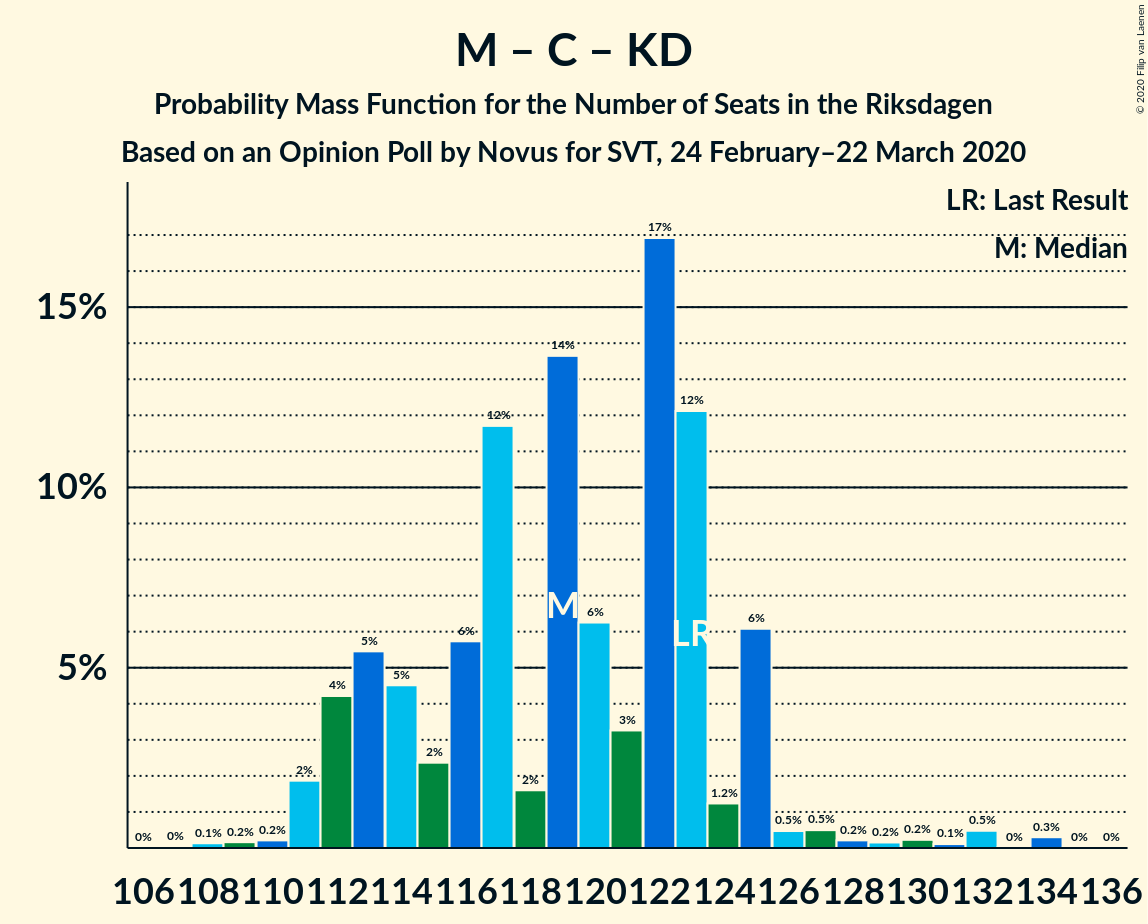 © 2020 Filip van Laenen
M – C – KD
Probability Mass Function for the Number of Seats in the Riksdagen
Based on an Opinion Poll by Novus for SVT, 24 February–22 March 2020
LR: Last Result
M: Median
15%
10%
5%
0% 0% 0.1% 0.2% 0.2% 2% 4% 5% 5% 2% 6% 12% 2% 14% 6% 3% 17% 12% 1.2% 6% 0.5% 0.5% 0.2% 0.2% 0.2% 0.1% 0.5% 0% 0.3% 0% 0%
M
LR
106 108 110 112 114 116 118 120 122 124 126 128 130 132 134 136